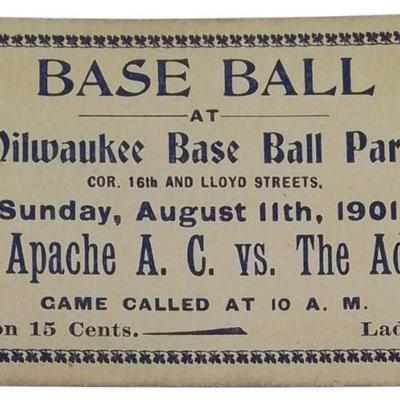 BASE BALL
AT
Milwaukee Base Ball Par
COR. 16th AND LLOYD STREETS,
Sunday, August 11th, 1901
Apache A. C. vs. The Ad
GAME CALLED AT 10 A. M.
on 15 Cents. Lad